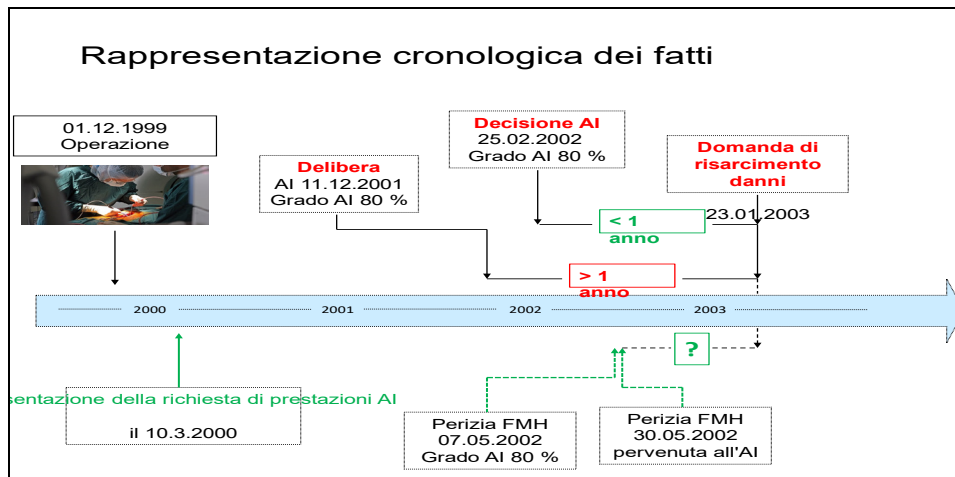 Rappresentazione cronologica dei fatti
01.12.1999
Operazione
Delibera
AI 11.12.2001
Grado AI 80 %
Decisione AI
25.02.2002
Grado AI 80 %
Domanda di
risarcimento
danni
23.01.2003
< 1
anno
> 1
anno
2000
2001
2002
2003
?
sentazione della richiesta di prestazioni AI
il 10.3.2000
Perizia FMH
07.05.2002
Grado AI 80 %
Perizia FMH
30.05.2002
pervenuta all'AI